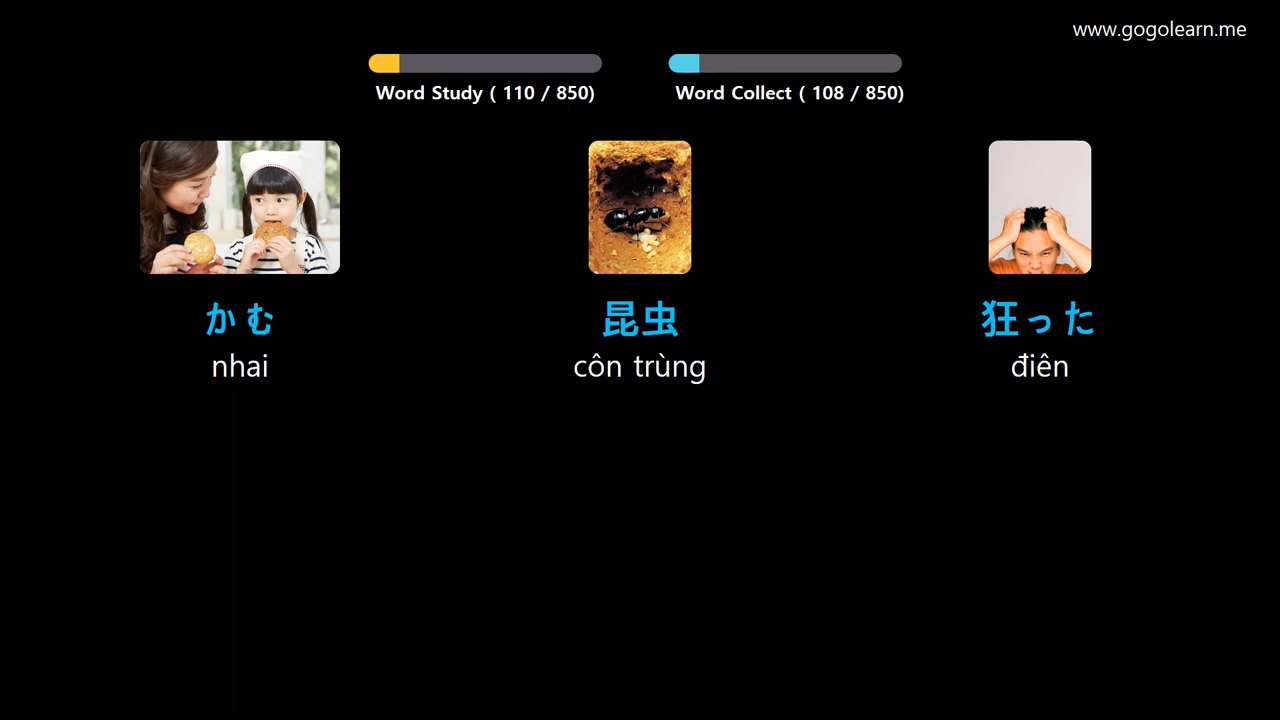 www.gogolearn.me
Word Study ( 110 / 850)
Word Collect ( 108 / 850)
かむ
昆虫
狂った
nhai
côn trùng
điên